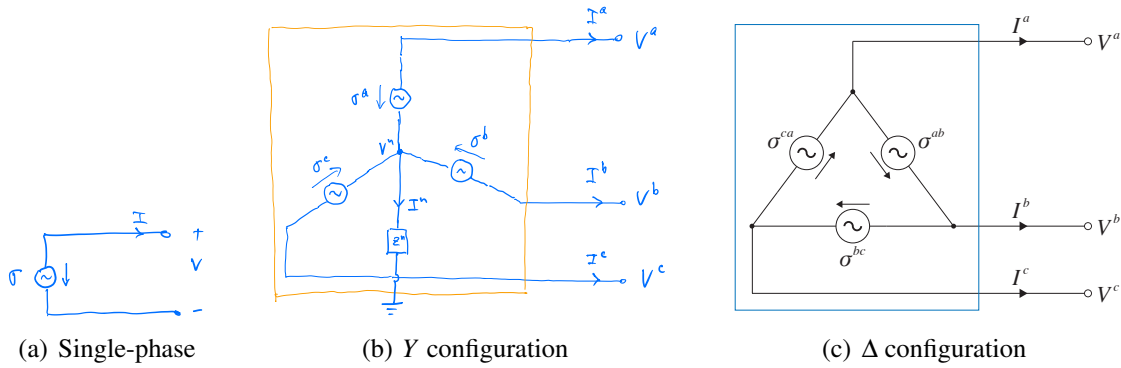 I
+
σ
V
-
(a) Single-phase
I^a
V^a
σ^a
V^n
σ^b
σ^c
I^b
V^b
I^n
z^n
I^c
V^c
(b) Y configuration
I^a
V^a
σ^{ca}
σ^{ab}
I^b
V^b
σ^{bc}
I^c
V^c
(c) Δ configuration